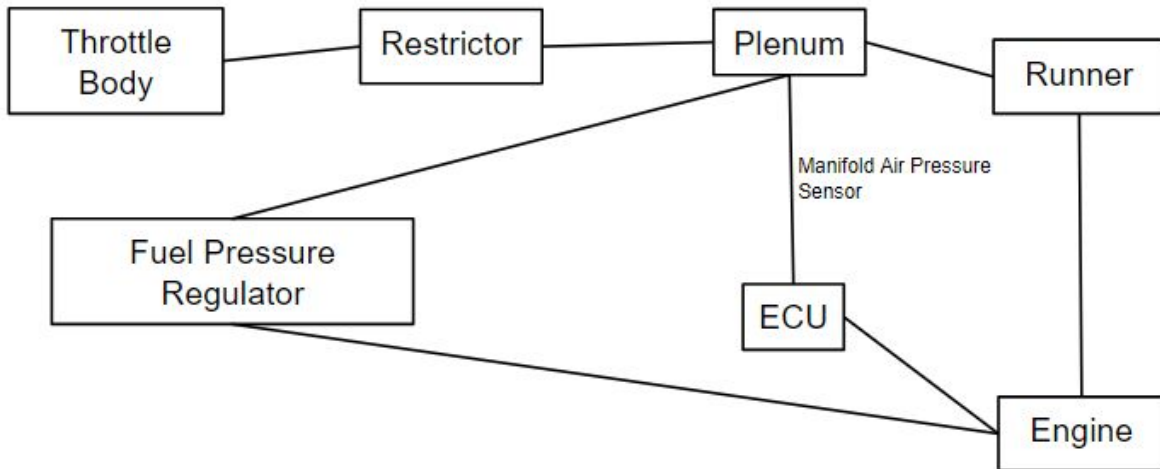 Throttle
Body
Restrictor
Plenum
Runner
Manifold Air Pressure
Sensor
Fuel Pressure
Regulator
ECU
Engine